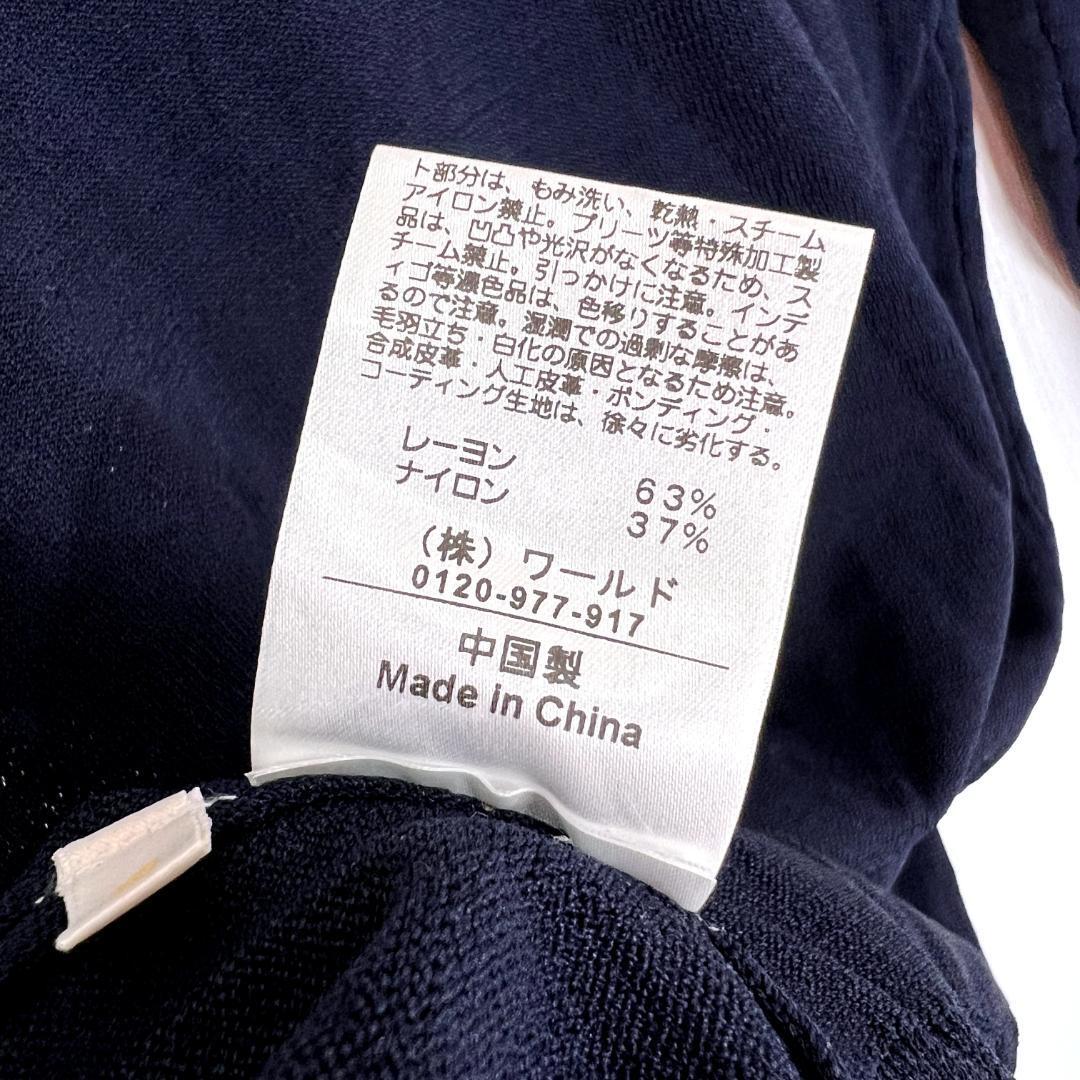 ト部分は、もみ洗い、乾熱・スチーム
アイロン禁止。プリーツ等特殊加工製
品は、凹凸や光沢がなくなるため、ス
チーム禁止。引っかけに注意。インデ
ィゴ等濃色品は、色移りすることがあ
るので注意。湿潤での過剰な摩擦は、
毛羽立ち・白化の原因となるため注意。
合成皮革・人工皮革・ボンディング・
コーティング生地は、徐々に劣化する。
レーヨン 63%
ナイロン 37%
(株)ワールド
0120-977-917
中国製
Made in China